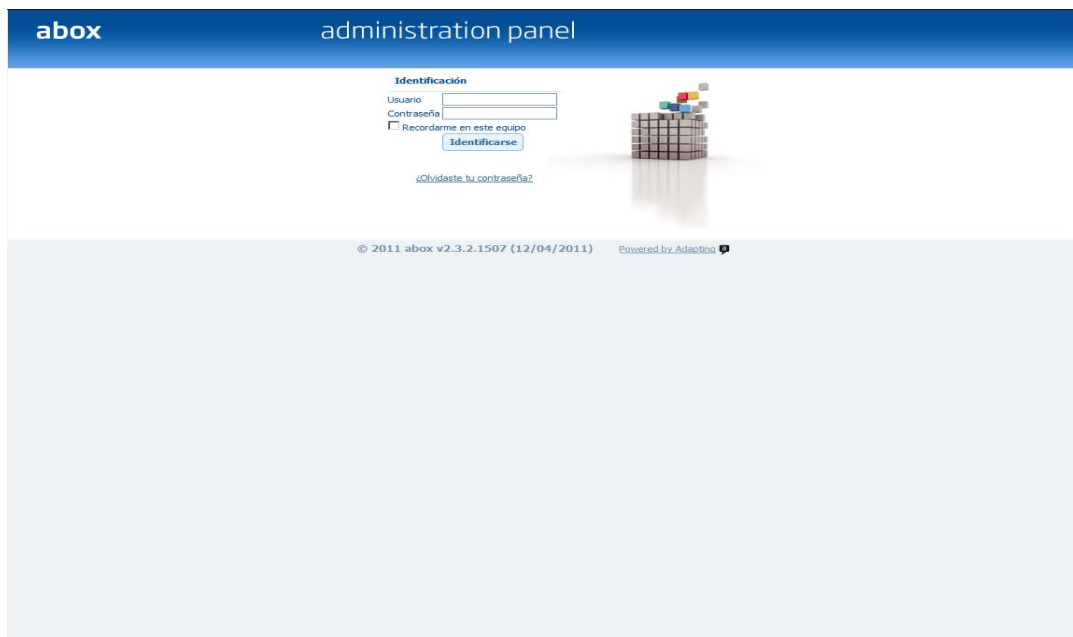 abox administration panel
Identificación
Usuario
Contraseña
Recordarme en este equipo
Identificarse
¿Olvidaste tu contraseña?
© 2011 abox v2.3.2.1507 (12/04/2011) Powered by Adapting a